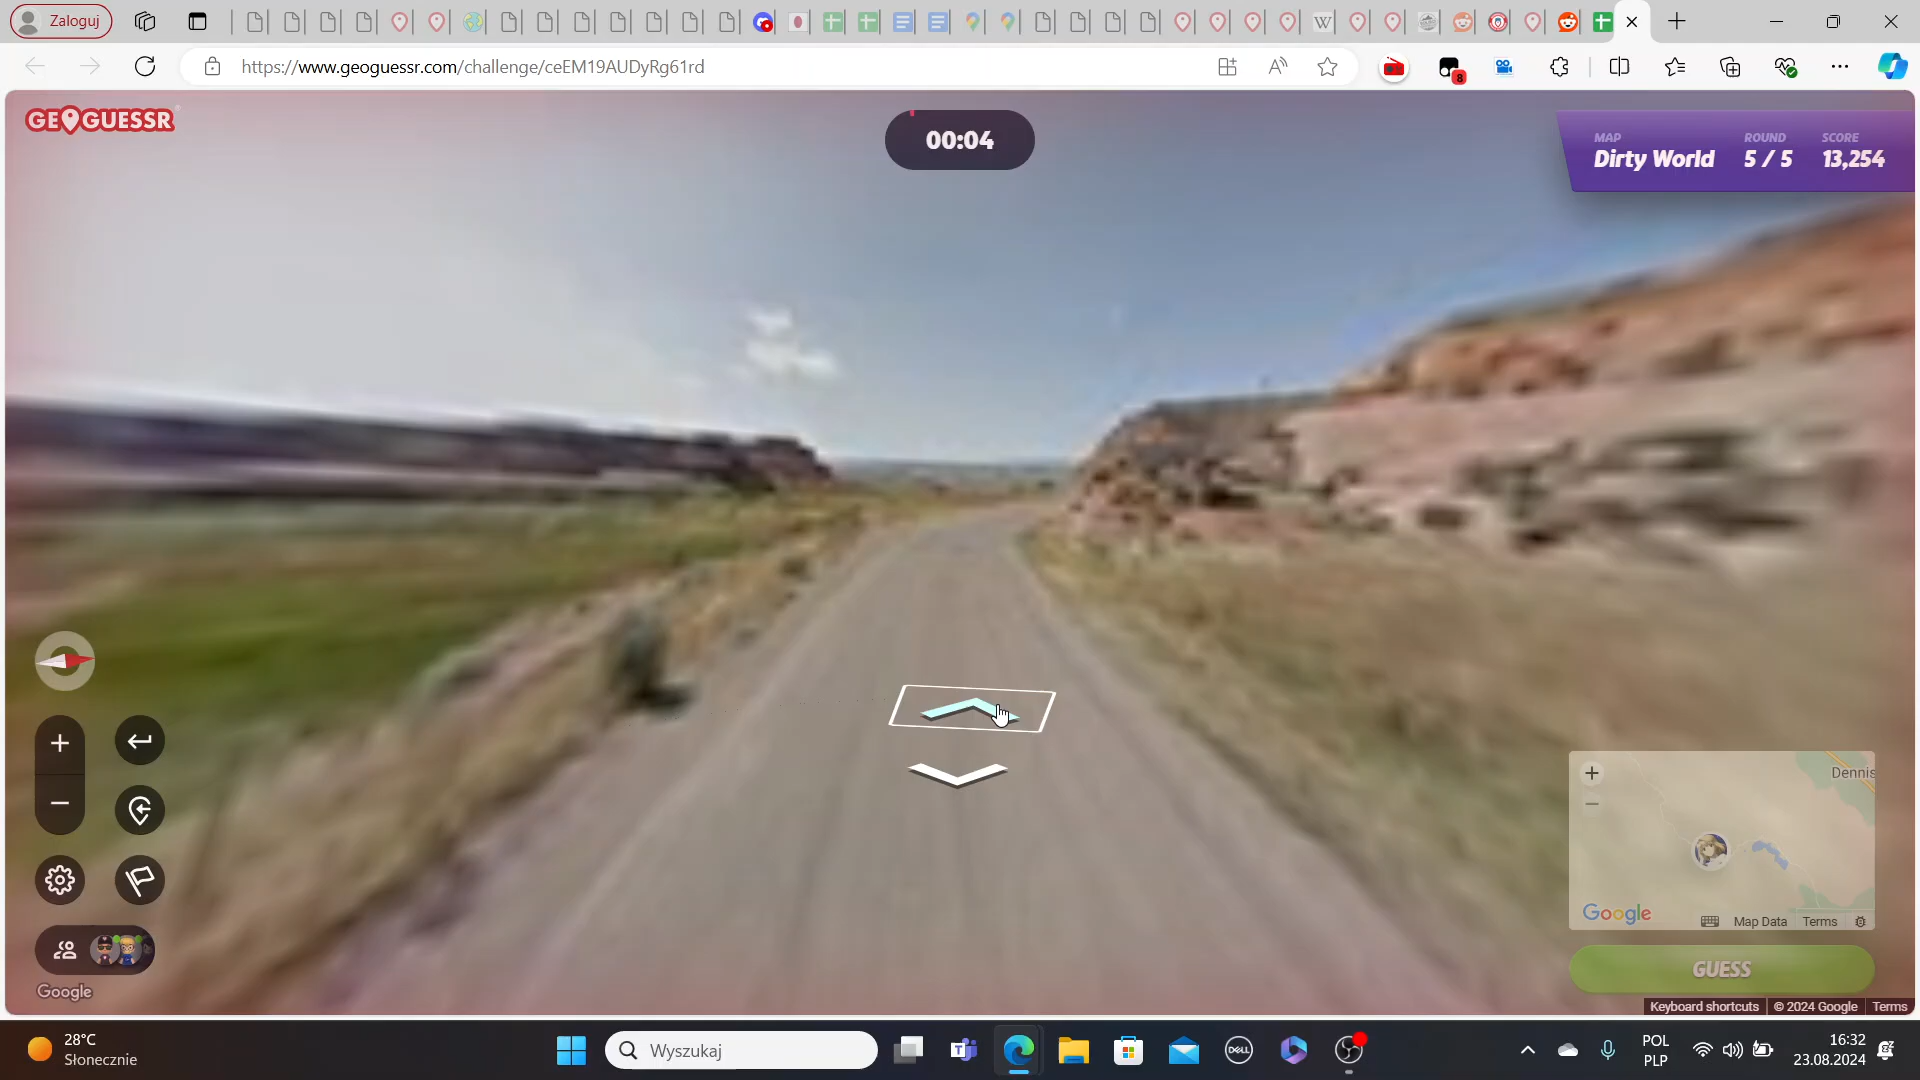 Zaloguj
https://www.geoguessr.com/challenge/ceEM19AUDyRg61rd
8
GEOGUESSR
00:04
MAP ROUND SCORE
Dirty World 5 / 5 13,254
Dennis
Google
Map Data Terms
GUESS
Google
Keyboard shortcuts © 2024 Google Terms
28°C
Słonecznie
Wyszukaj
DELL
POL
PLP
16:32
23.08.2024